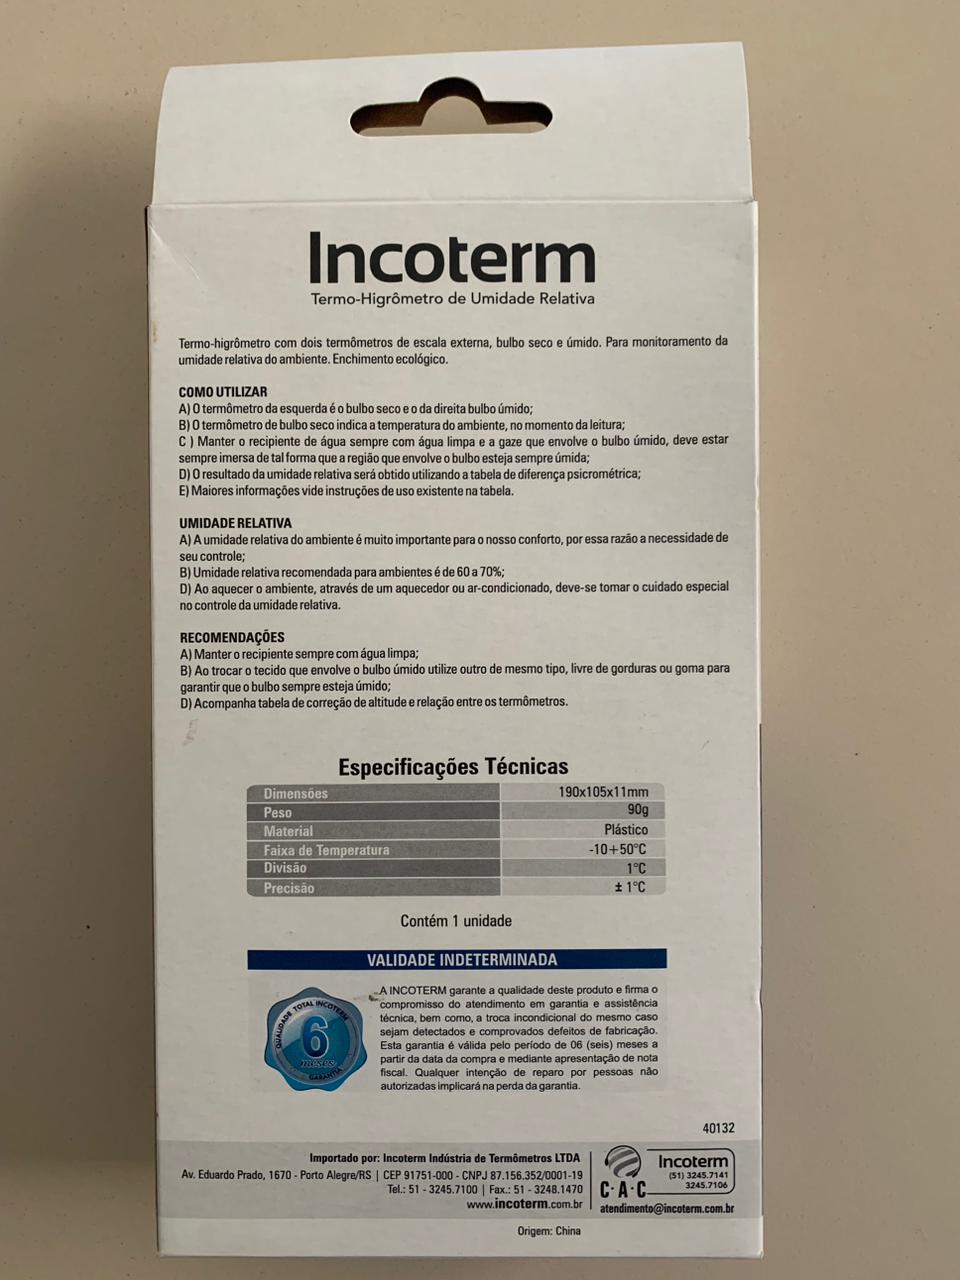 Incoterm
Termo-Higrômetro de Umidade Relativa
Termo-higrômetro com dois termômetros de escala externa, bulbo seco e úmido. Para monitoramento da
umidade relativa do ambiente. Enchimento ecológico.
COMO UTILIZAR
A) O termômetro da esquerda é o bulbo seco e o da direita bulbo úmido;
B) O termômetro de bulbo seco indica a temperatura do ambiente, no momento da leitura;
C ) Manter o recipiente de água sempre com água limpa e a gaze que envolve o bulbo úmido, deve estar
sempre imersa de tal forma que a região que envolve o bulbo esteja sempre úmida;
D) O resultado da umidade relativa será obtido utilizando a tabela de diferença psicrométrica;
E) Maiores informações vide instruções de uso existente na tabela.
UMIDADE RELATIVA
A) A umidade relativa do ambiente é muito importante para o nosso conforto, por essa razão a necessidade de
seu controle;
B) Umidade relativa recomendada para ambientes é de 60 a 70%;
D) Ao aquecer o ambiente, através de um aquecedor ou ar-condicionado, deve-se tomar o cuidado especial
no controle da umidade relativa.
RECOMENDAÇÕES
A) Manter o recipiente sempre com água limpa;
B) Ao trocar o tecido que envolve o bulbo úmido utilize outro de mesmo tipo, livre de gorduras ou goma para
garantir que o bulbo sempre esteja úmido;
D) Acompanha tabela de correção de altitude e relação entre os termômetros.
Especificações Técnicas
Dimensões 190x105x11mm
Peso 90g
Material Plástico
Faixa de Temperatura -10+50°C
Divisão 1°C
Precisão ± 1°C
Contém 1 unidade
VALIDADE INDETERMINADA
QUALIDADE TOTAL INCOTERM
6
meses
GARANTIA
A INCOTERM garante a qualidade deste produto e firma o
compromisso do atendimento em garantia e assistência
técnica, bem como, a troca incondicional do mesmo caso
sejam detectados e comprovados defeitos de fabricação.
Esta garantia é válida pelo período de 06 (seis) meses a
partir da data da compra e mediante apresentação de nota
fiscal. Qualquer intenção de reparo por pessoas não
autorizadas implicará na perda da garantia.
40132
Importado por: Incoterm Indústria de Termômetros LTDA
Av. Eduardo Prado, 1670 - Porto Alegre/RS | CEP 91751-000 - CNPJ 87.156.352/0001-19
Tel.: 51 - 3245.7100 | Fax.: 51 - 3248.1470
www.incoterm.com.br
C·A·C
Incoterm
(51) 3245.7141
3245.7106
atendimento@incoterm.com.br
Origem: China